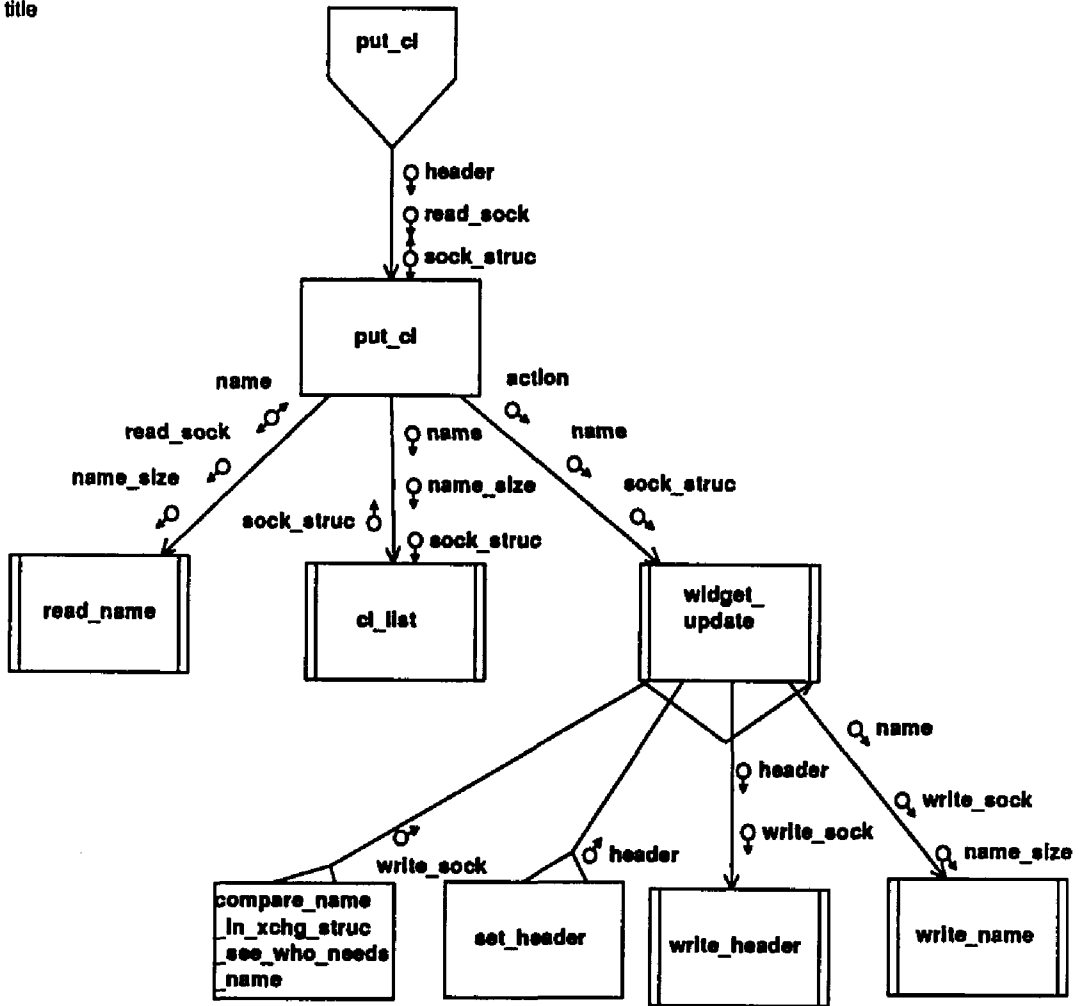 title
put_cl
header
read_sock
sock_struc
put_cl
name
action
read_sock
name
name
name_size
name_size
sock_struc
sock_struc
sock_struc
read_name
cl_list
widget_
update
name
header
write_sock
write_sock
write_sock
header
name_size
compare_name
_in_xchg_struc
_see_who_needs
_name
set_header
write_header
write_name